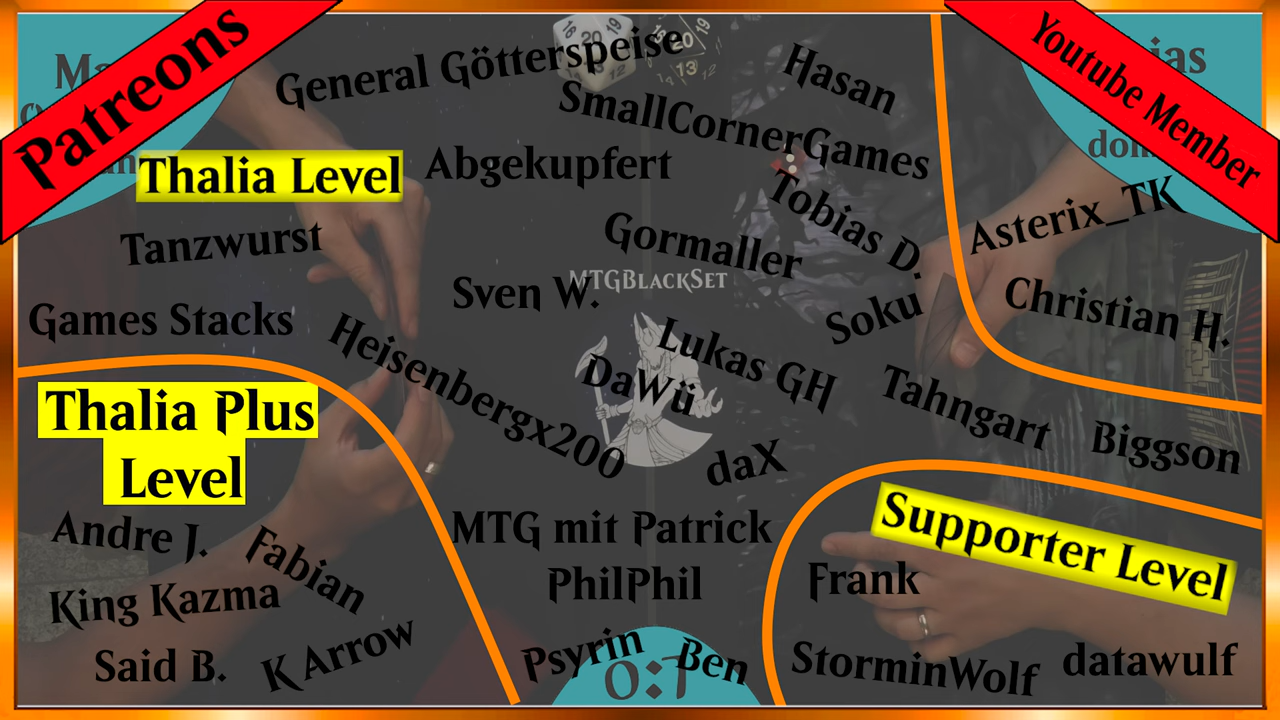 Patreons
Youtube Member
General Götterspeise
Hasan
SmallCornerGames
Thalia Level
Abgekupfert
Tobias D.
Asterix_TK
Tanzwurst
Gormaller
MTGBlackSet
Sven W.
Soku
Christian H.
Games Stacks
Heisenbergx200
Lukas GH
DaWü
Tahngart
Biggson
daX
Thalia Plus
Level
MTG mit Patrick
Supporter Level
Andre J.
Fabian
King Kazma
PhilPhil
Frank
Said B.
K Arrow
Psyrin
Ben
0:1
StorminWolf
datawulf